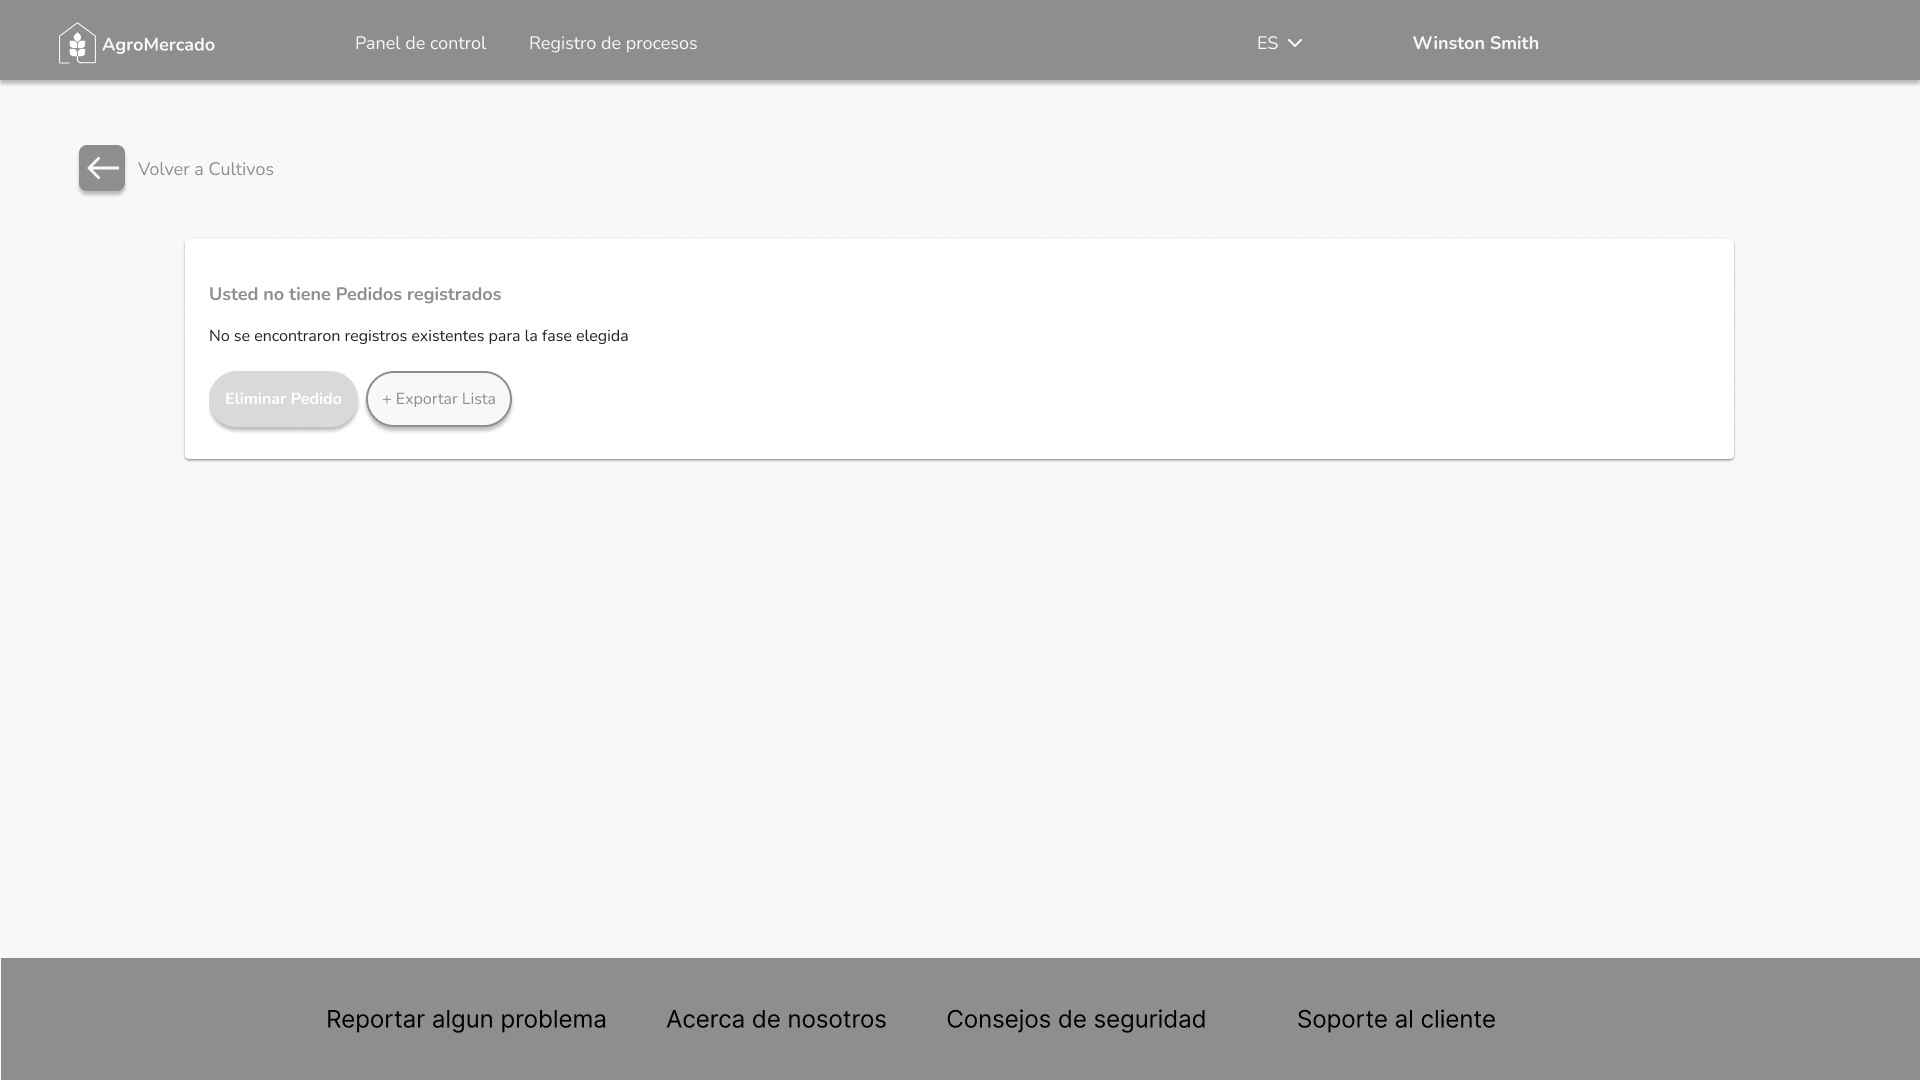 AgroMercado
Panel de control
Registro de procesos
ES
Winston Smith
Volver a Cultivos
Usted no tiene Pedidos registrados
No se encontraron registros existentes para la fase elegida
Eliminar Pedido
+ Exportar Lista
Reportar algun problema
Acerca de nosotros
Consejos de seguridad
Soporte al cliente